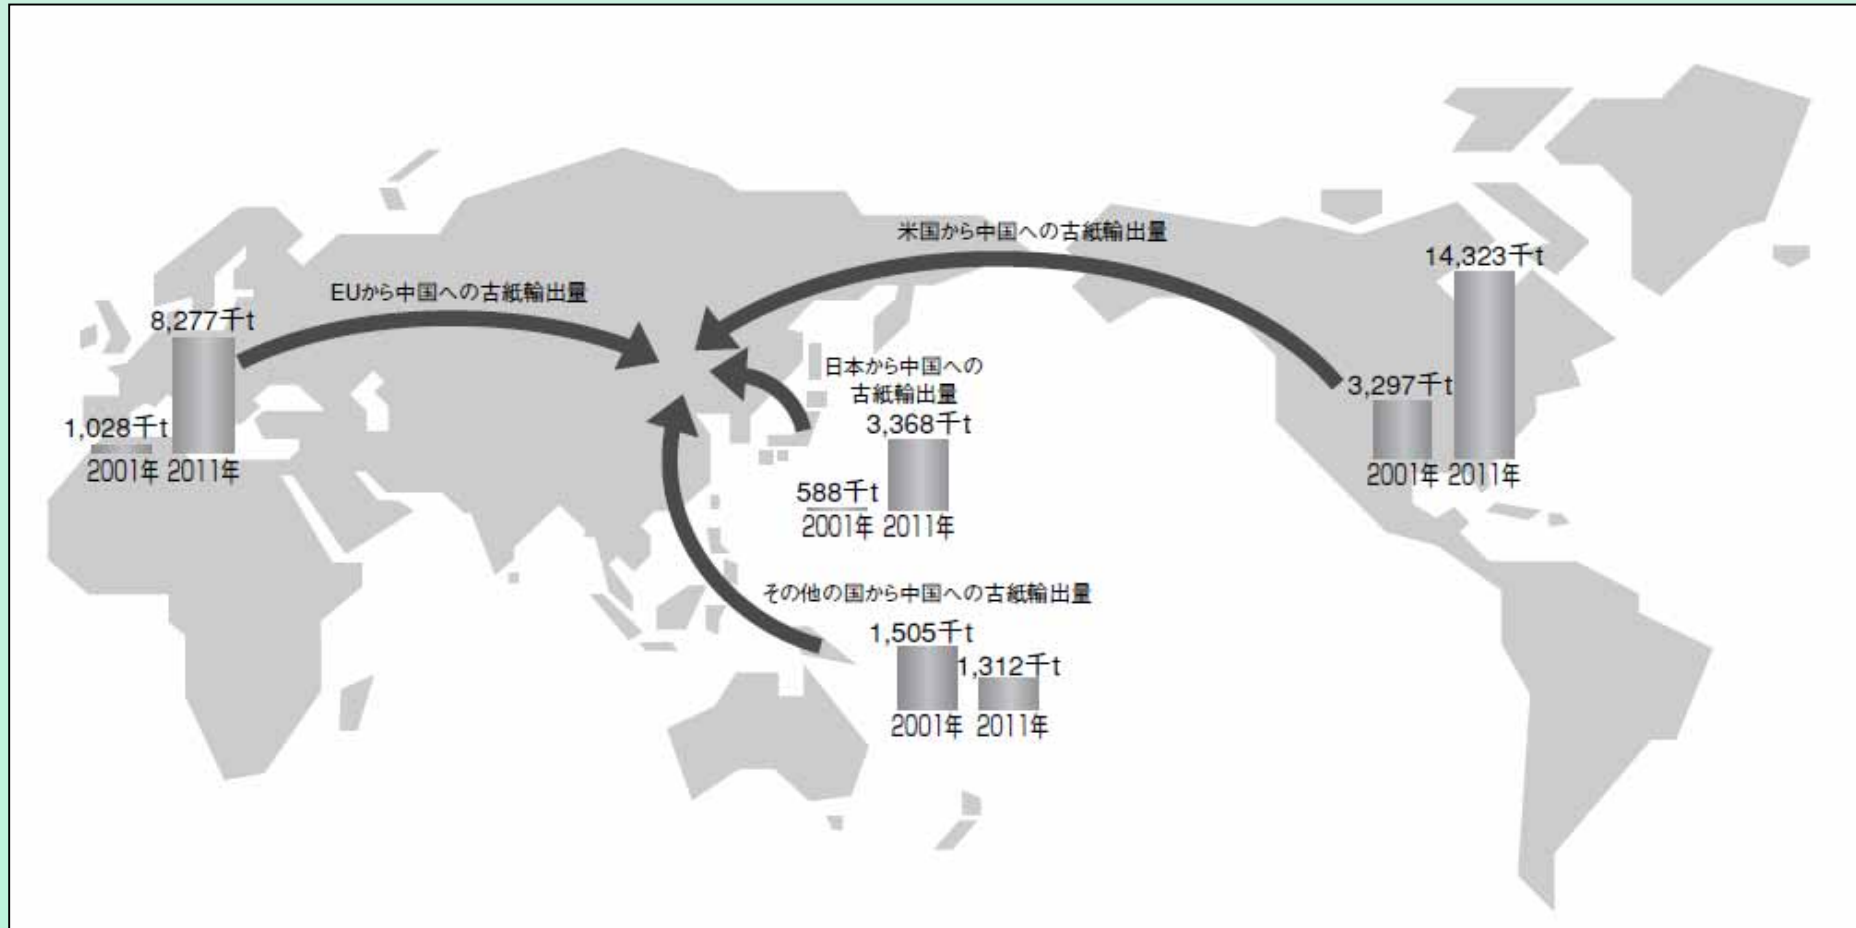 米国から中国への古紙輸出量
14,323千t
3,297千t
2001年 2011年
EUから中国への古紙輸出量
8,277千t
1,028千t
2001年 2011年
日本から中国への
古紙輸出量
3,368千t
588千t
2001年 2011年
その他の国から中国への古紙輸出量
1,505千t
1,312千t
2001年 2011年